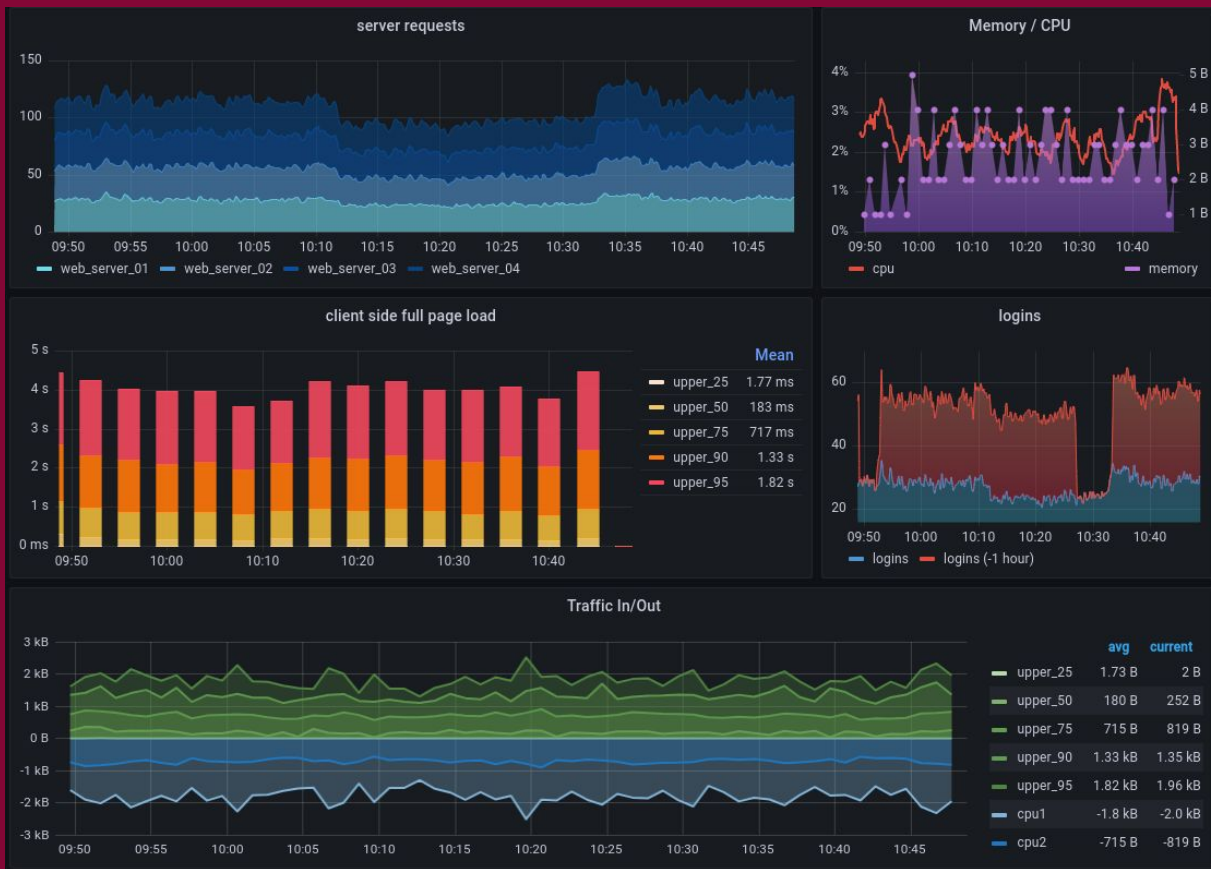 server requests
150
100
50
0
09:50 09:55 10:00 10:05 10:10 10:15 10:20 10:25 10:30 10:35 10:40 10:45
web_server_01 web_server_02 web_server_03 web_server_04
Memory / CPU
4% 5 B
3% 4 B
2% 3 B
1% 2 B
0% 1 B
09:50 10:00 10:10 10:20 10:30 10:40
cpu memory
client side full page load
5 s
4 s
3 s
2 s
1 s
0 ms
09:50 10:00 10:10 10:20 10:30 10:40
Mean
upper_25 1.77 ms
upper_50 183 ms
upper_75 717 ms
upper_90 1.33 s
upper_95 1.82 s
logins
60
40
20
09:50 10:00 10:10 10:20 10:30 10:40
logins logins (-1 hour)
Traffic In/Out
3 kB
2 kB
1 kB
0 B
-1 kB
-2 kB
-3 kB
09:50 09:55 10:00 10:05 10:10 10:15 10:20 10:25 10:30 10:35 10:40 10:45
avg current
upper_25 1.73 B 2 B
upper_50 180 B 252 B
upper_75 715 B 819 B
upper_90 1.33 kB 1.35 kB
upper_95 1.82 kB 1.96 kB
cpu1 -1.8 kB -2.0 kB
cpu2 -715 B -819 B